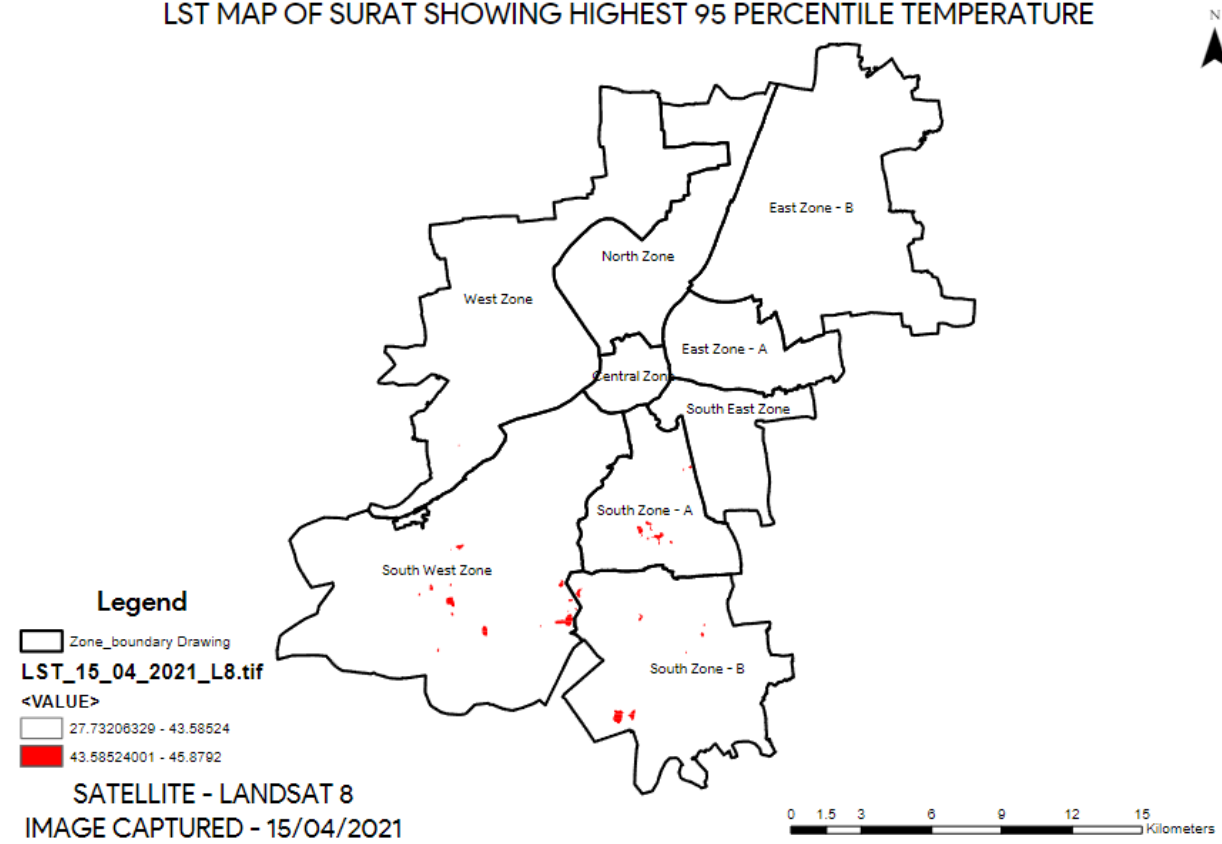 LST MAP OF SURAT SHOWING HIGHEST 95 PERCENTILE TEMPERATURE
N
East Zone - B
North Zone
West Zone
East Zone - A
Central Zon
South East Zone
South Zone - A
South West Zone
South Zone - B
Legend
Zone_boundary Drawing
LST_15_04_2021_L8.tif
<VALUE>
27.73206329 - 43.58524
43.58524001 - 45.8792
SATELLITE - LANDSAT 8
IMAGE CAPTURED - 15/04/2021
0 1.5 3 6 9 12 15
Kilometers